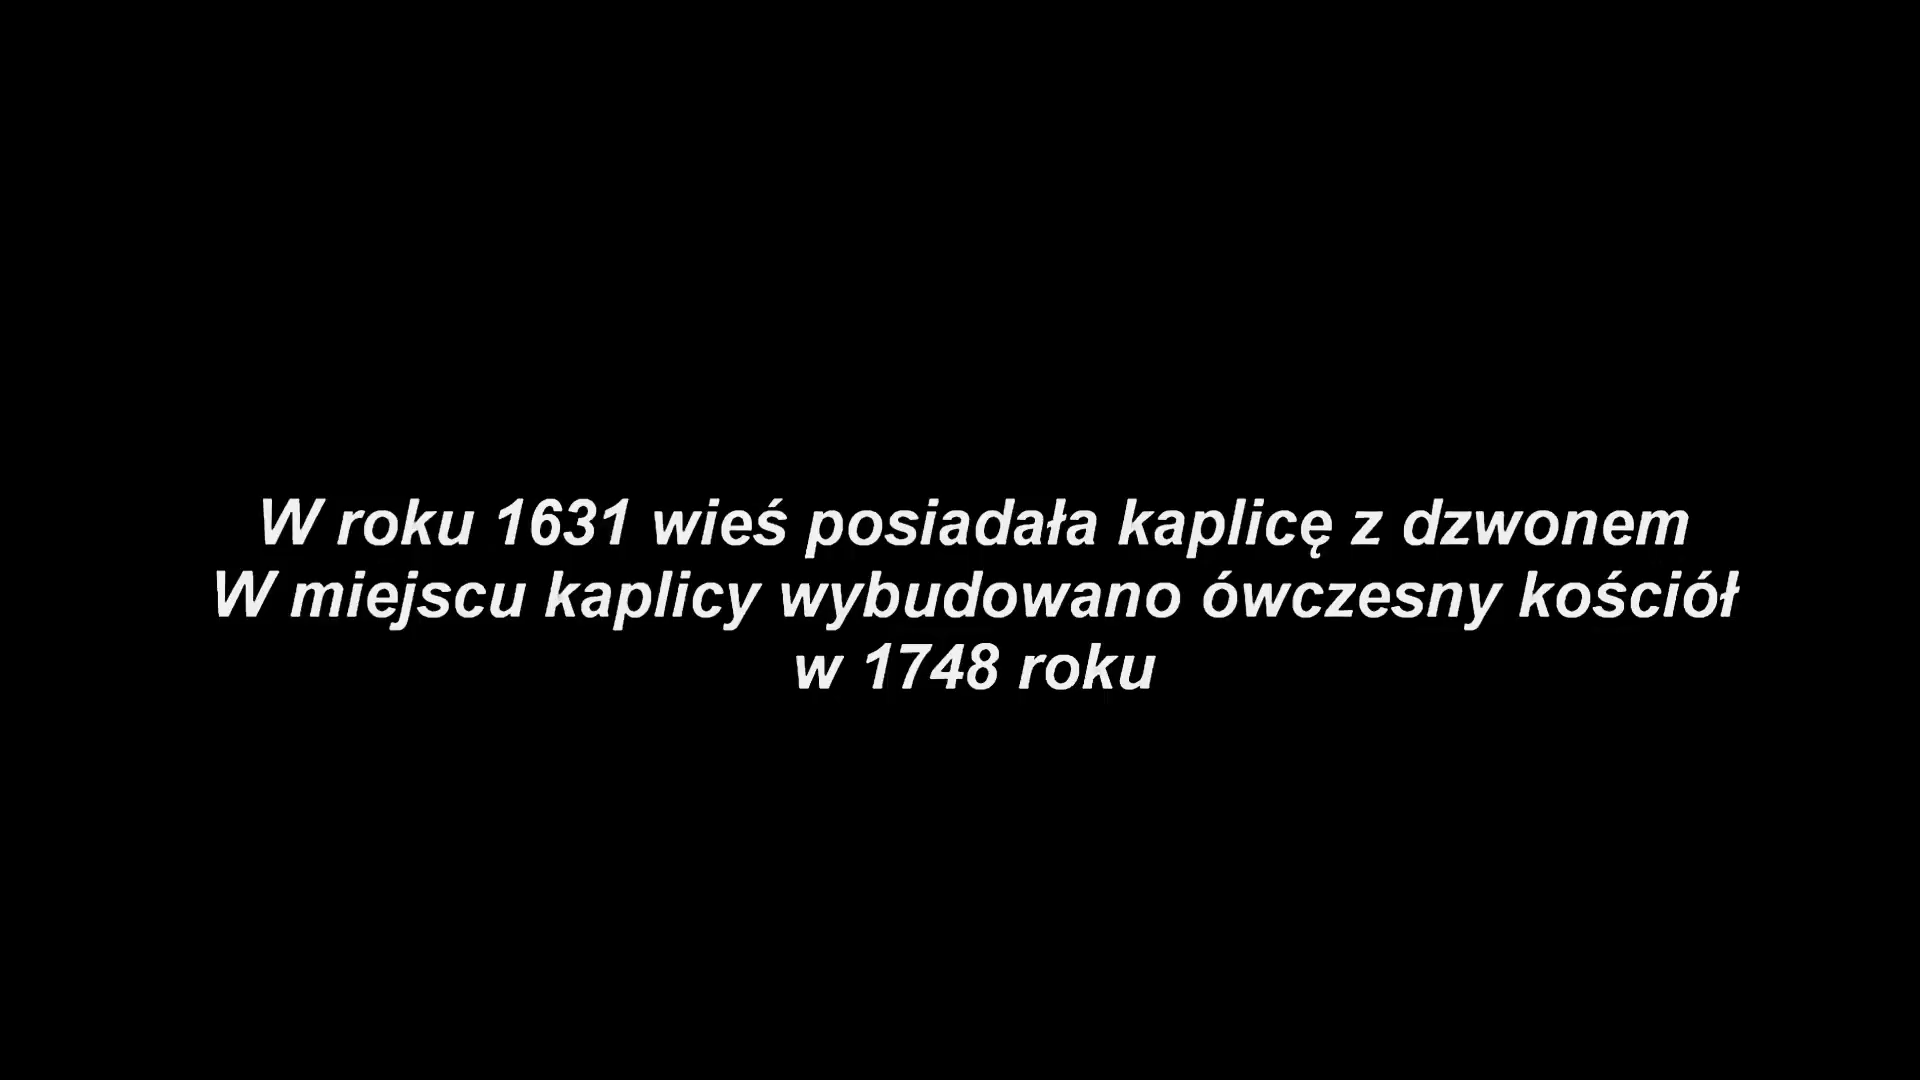 W roku 1631 wieś posiadała kaplicę z dzwonem
W miejscu kaplicy wybudowano ówczesny kościół
w 1748 roku